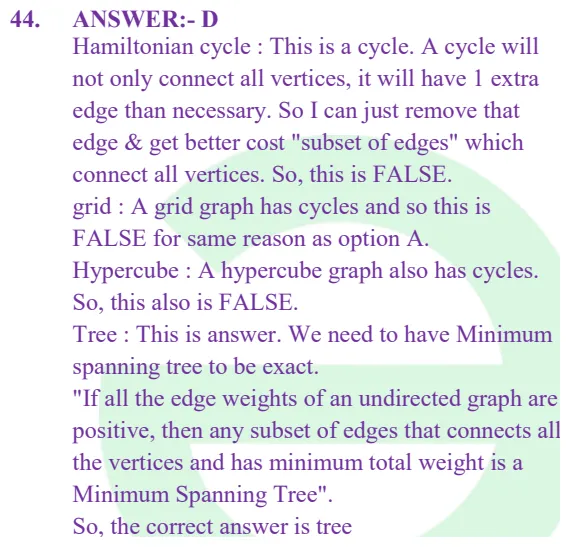 44. ANSWER:- D
Hamiltonian cycle : This is a cycle. A cycle will
not only connect all vertices, it will have 1 extra
edge than necessary. So I can just remove that
edge & get better cost "subset of edges" which
connect all vertices. So, this is FALSE.
grid : A grid graph has cycles and so this is
FALSE for same reason as option A.
Hypercube : A hypercube graph also has cycles.
So, this also is FALSE.
Tree : This is answer. We need to have Minimum
spanning tree to be exact.
"If all the edge weights of an undirected graph are
positive, then any subset of edges that connects all
the vertices and has minimum total weight is a
Minimum Spanning Tree".
So, the correct answer is tree